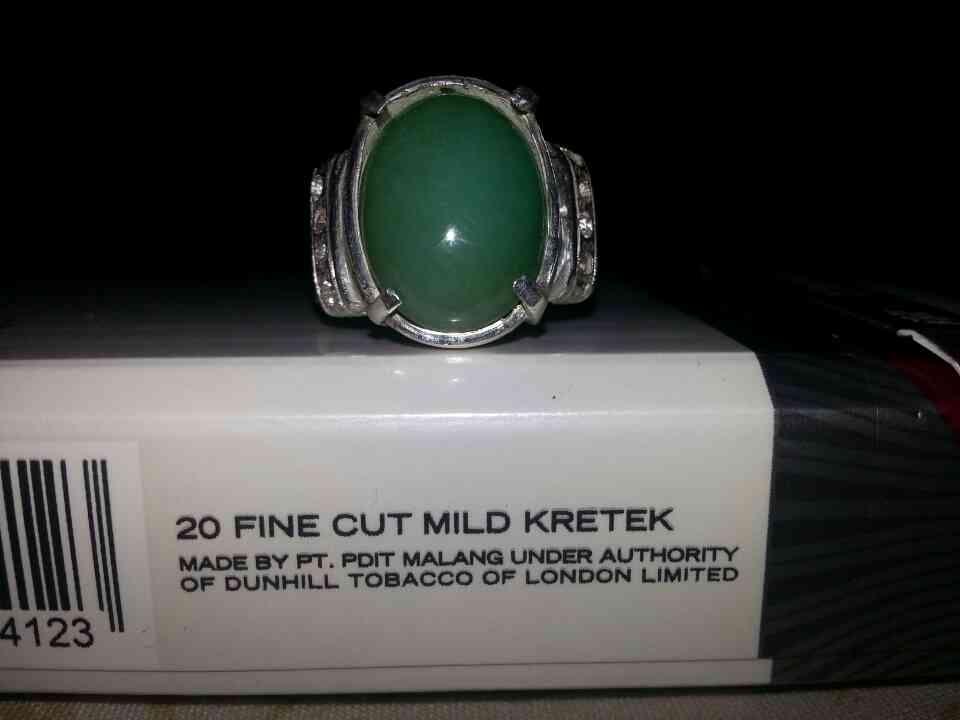 20 FINE CUT MILD KRETEK
MADE BY PT. PDIT MALANG UNDER AUTHORITY
OF DUNHILL TOBACCO OF LONDON LIMITED
4123